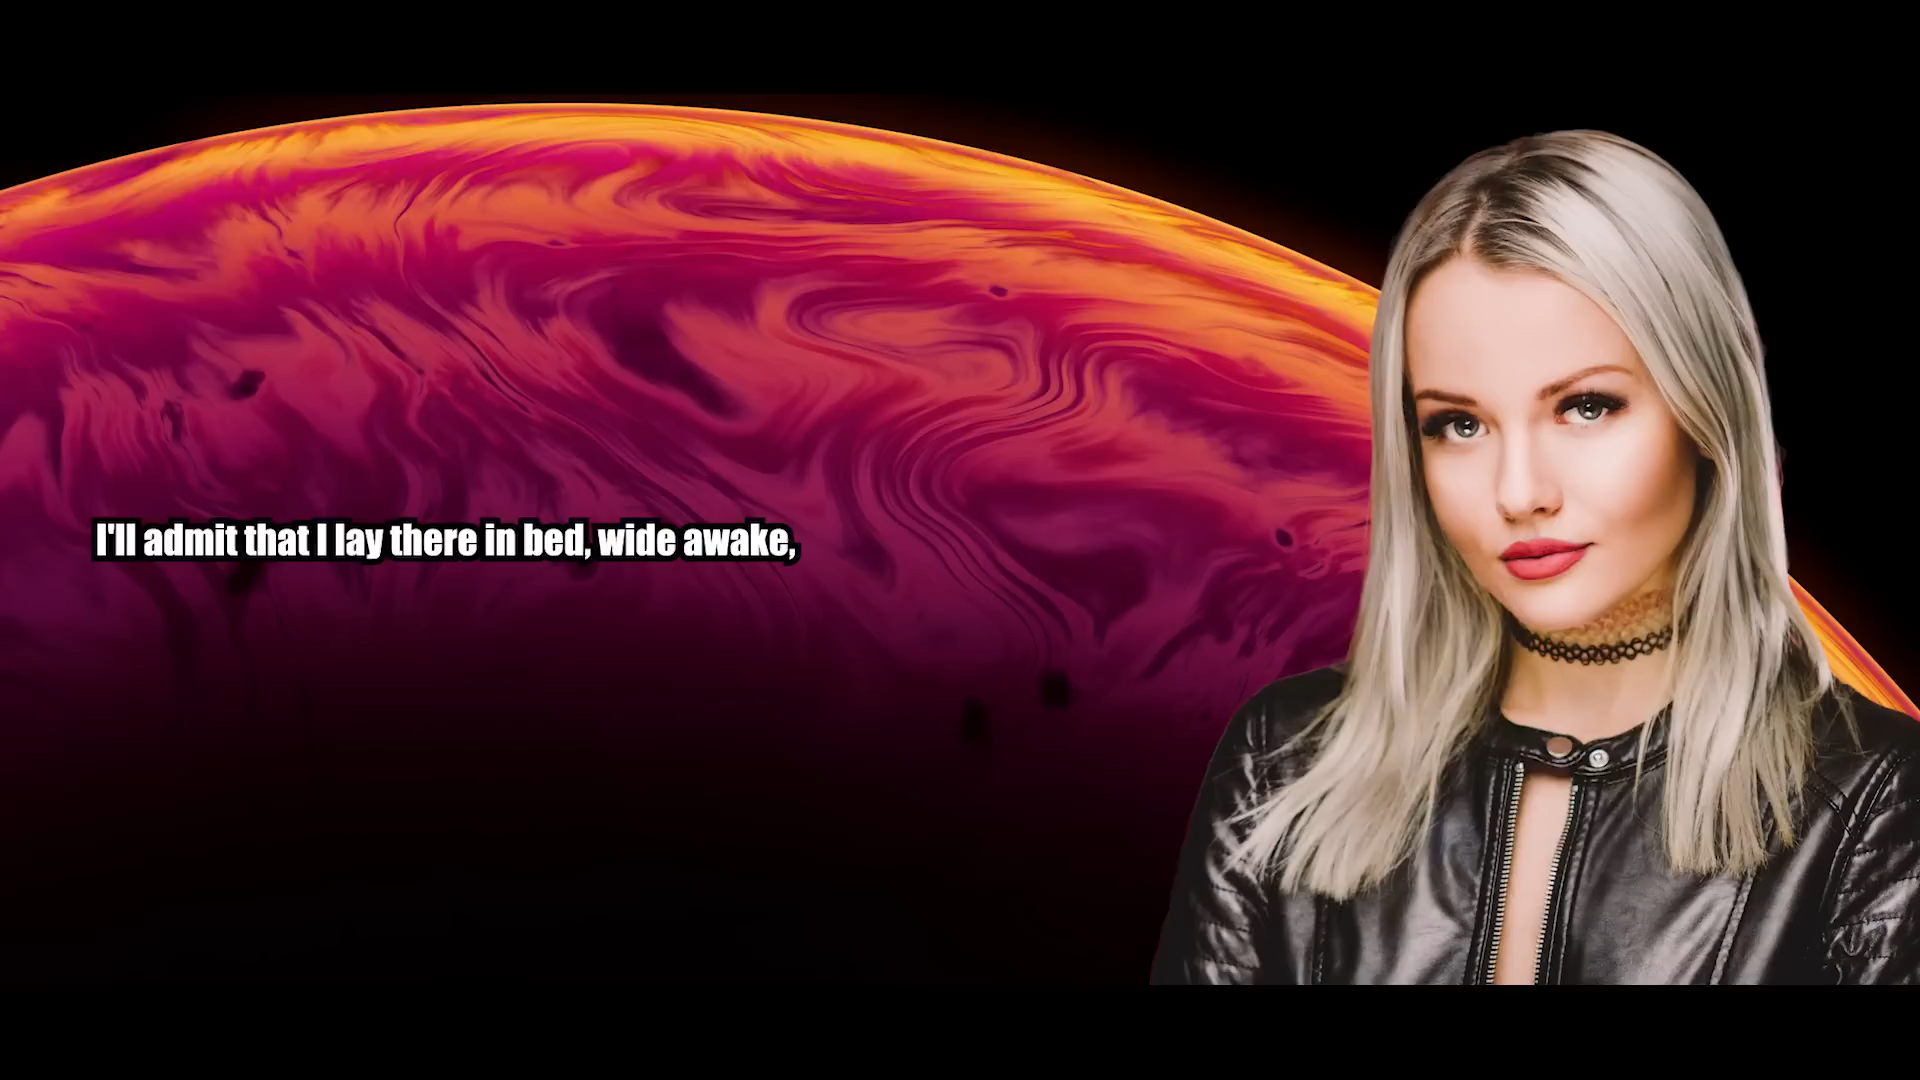 I'll admit that I lay there in bed, wide awake,